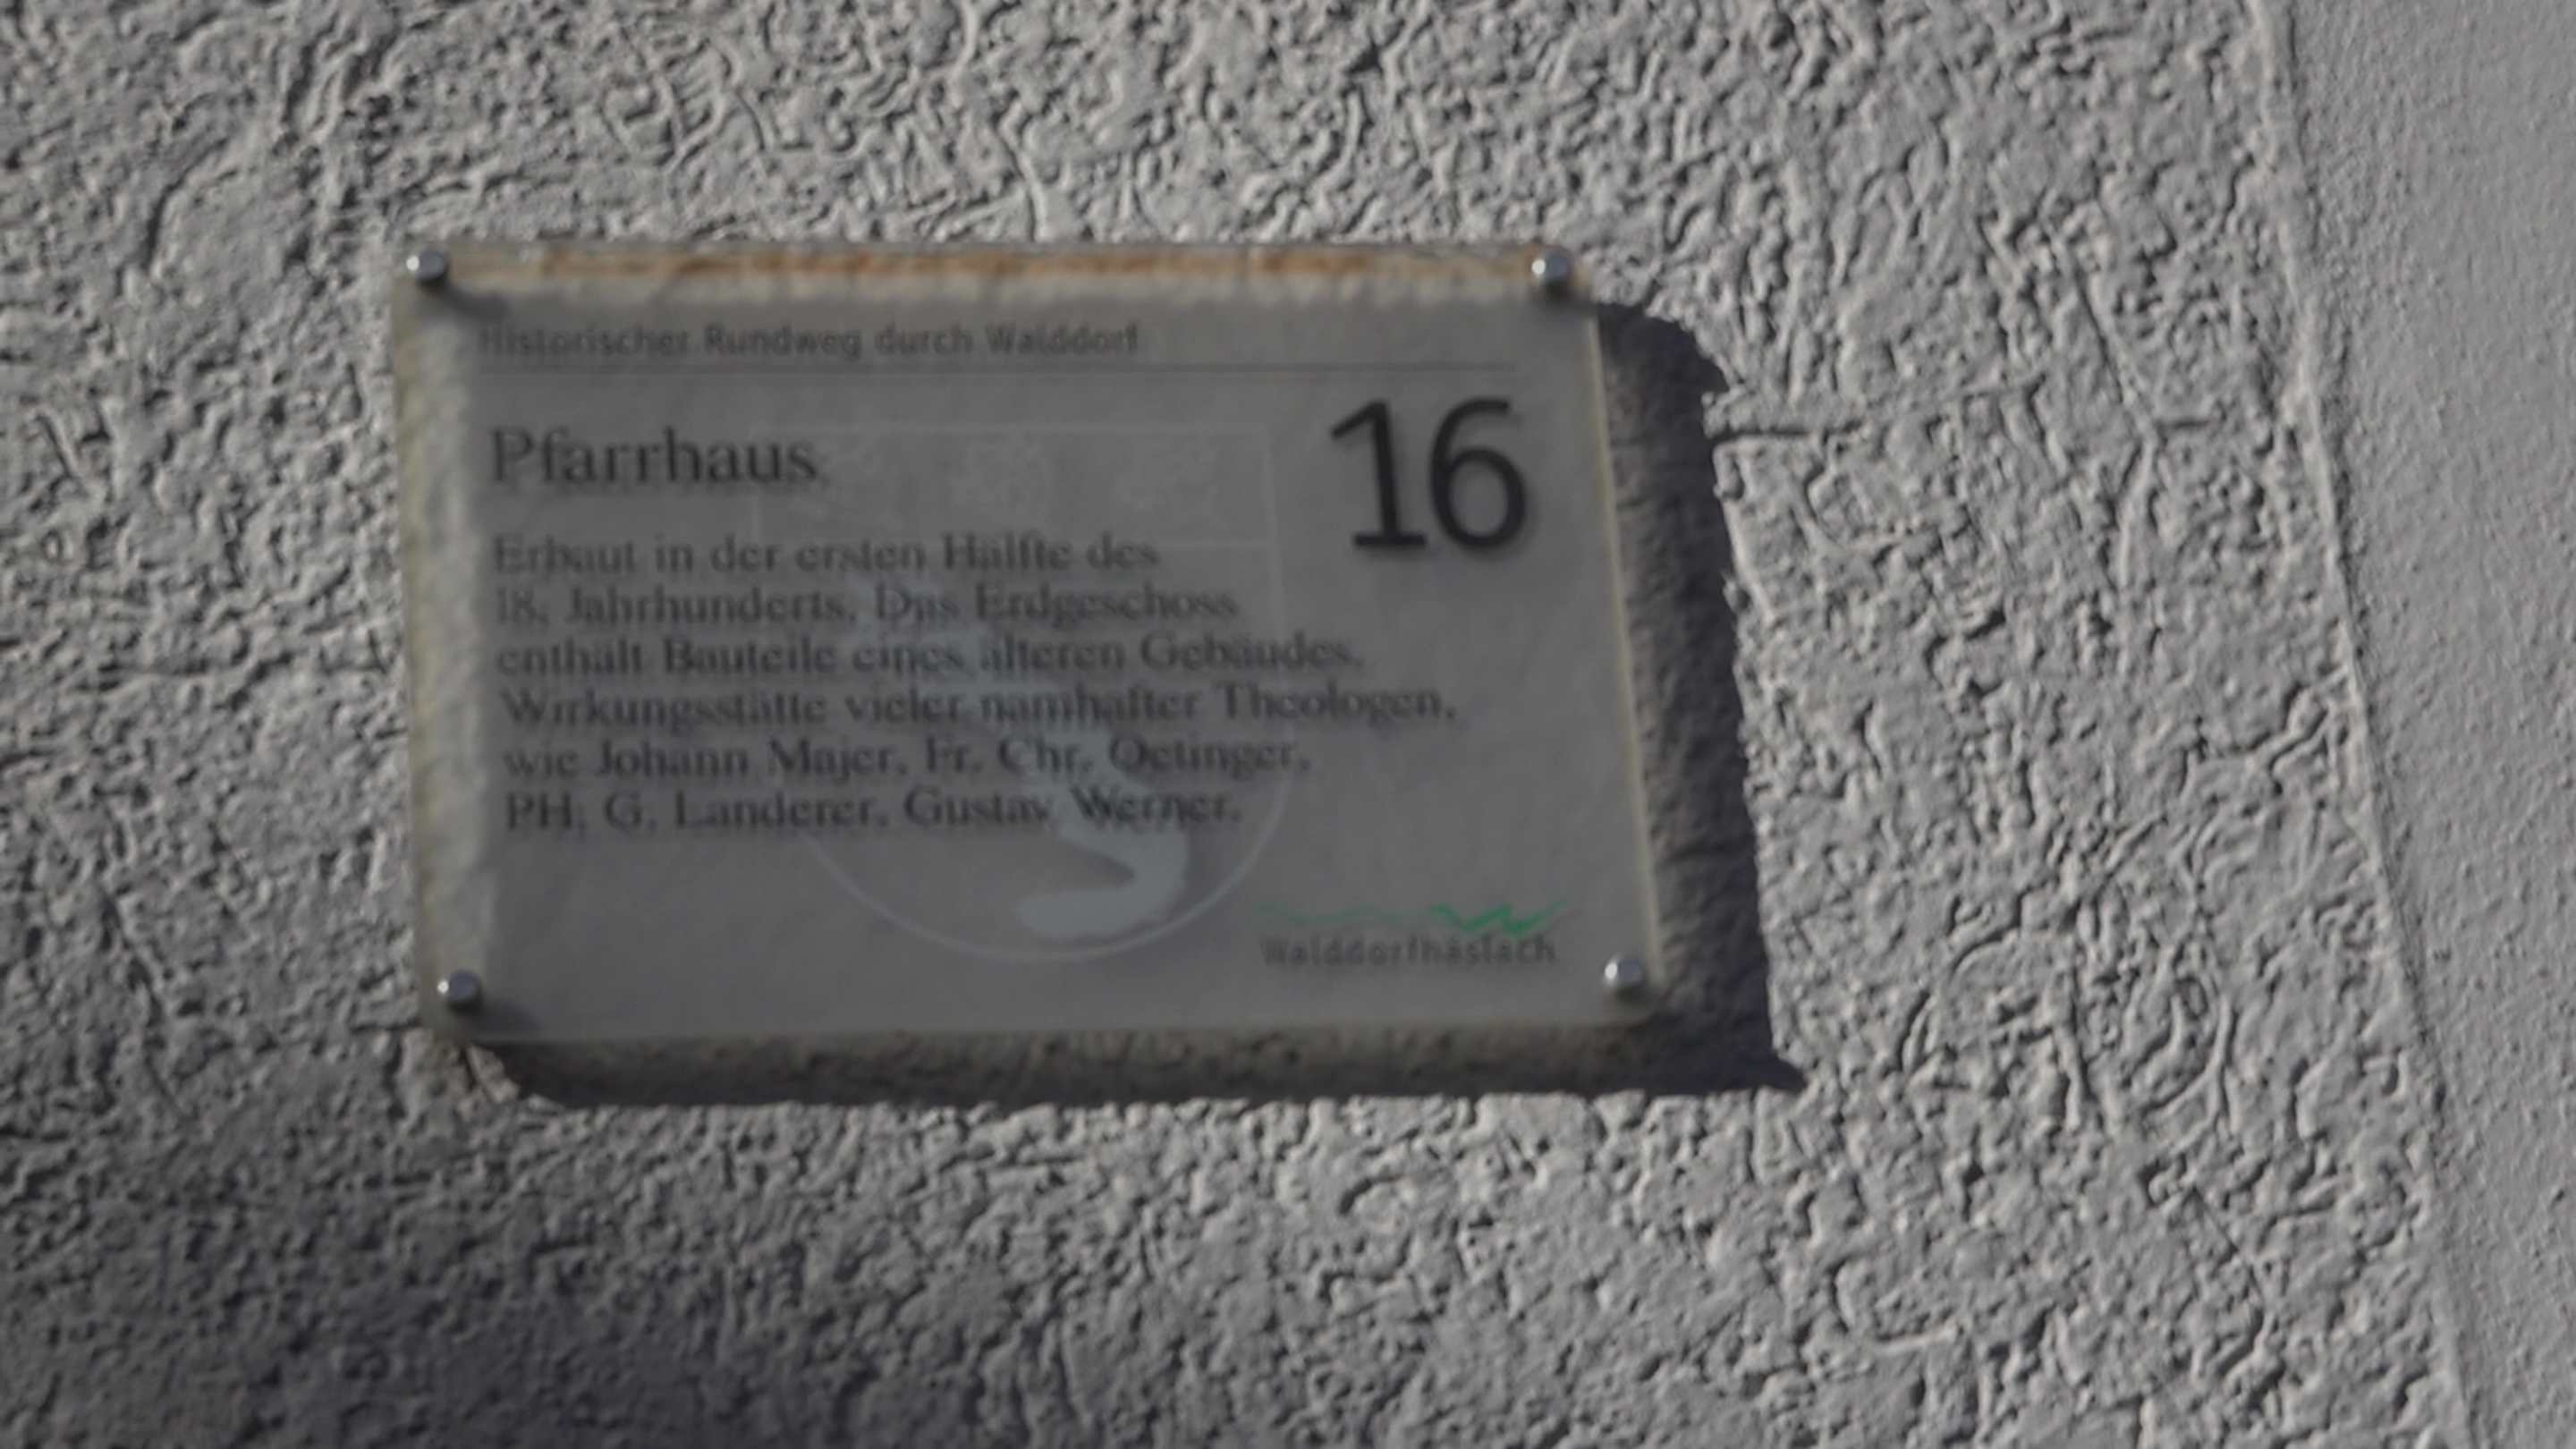 Historischer Rundweg durch Walddorf
16
Pfarrhaus
Erbaut in der ersten Hälfte des
18. Jahrhunderts. Das Erdgeschoss
enthält Bauteile eines älteren Gebäudes.
Wirkungsstätte vieler namhafter Theologen,
wie Johann Majer, Fr. Chr. Oetinger,
PH. G. Landerer, Gustav Werner.
Walddorfhäslach